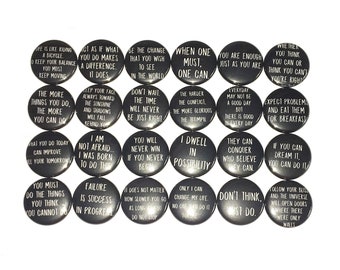 LIFE IS LIKE RIDING
A BICYCLE
TO KEEP YOUR BALANCE
YOU MUST
KEEP MOVING
ACT AS IF WHAT
YOU DO MAKES
A DIFFERENCE.
IT DOES.
BE THE CHANGE
THAT YOU WISH
TO SEE
IN THE WORLD
WHEN ONE
MUST,
ONE CAN
YOU ARE ENOUGH
JUST AS YOU ARE
WHETHER
YOU THINK
YOU CAN OR
THINK YOU
CAN'T YOU'RE
RIGHT
THE MORE
THINGS YOU DO,
THE MORE
YOU CAN DO
KEEP YOUR FACE
ALWAYS TOWARD
THE SUNSHINE
AND SHADOWS
WILL FALL
BEHIND YOU
DON'T WAIT.
THE TIME
WILL NEVER
BE JUST RIGHT
THE HARDER
THE CONFLICT,
THE MORE GLORIOUS
THE TRIUMPH
EVERYDAY
MAY NOT BE
A GOOD DAY
BUT
THERE IS GOOD
IN EVERY DAY
EXPECT PROBLEMS
AND EAT THEM
FOR BREAKFAST
WHAT YOU DO TODAY
CAN IMPROVE
ALL YOUR TOMORROWS
I AM
NOT AFRAID
I WAS BORN
TO DO THIS
YOU WILL
NEVER WIN
IF YOU NEVER
BEGIN
I DWELL IN
POSSIBILITY
THEY CAN
CONQUER
WHO BELIEVE
THEY CAN
IF YOU CAN
DREAM IT,
YOU CAN DO IT
YOU MUST
DO THE THINGS
YOU THINK
YOU CANNOT DO
FAILURE
IS SUCCESS
IN PROGRESS
IT DOES NOT MATTER
HOW SLOWLY YOU GO
AS LONG AS YOU
DO NOT STOP
ONLY I CAN
CHANGE MY LIFE
NO ONE CAN DO IT
DON'T THINK,
JUST DO.
FOLLOW YOUR BLISS
AND THE UNIVERSE
WILL OPEN DOORS
WHERE THERE
WERE ONLY
WALLS